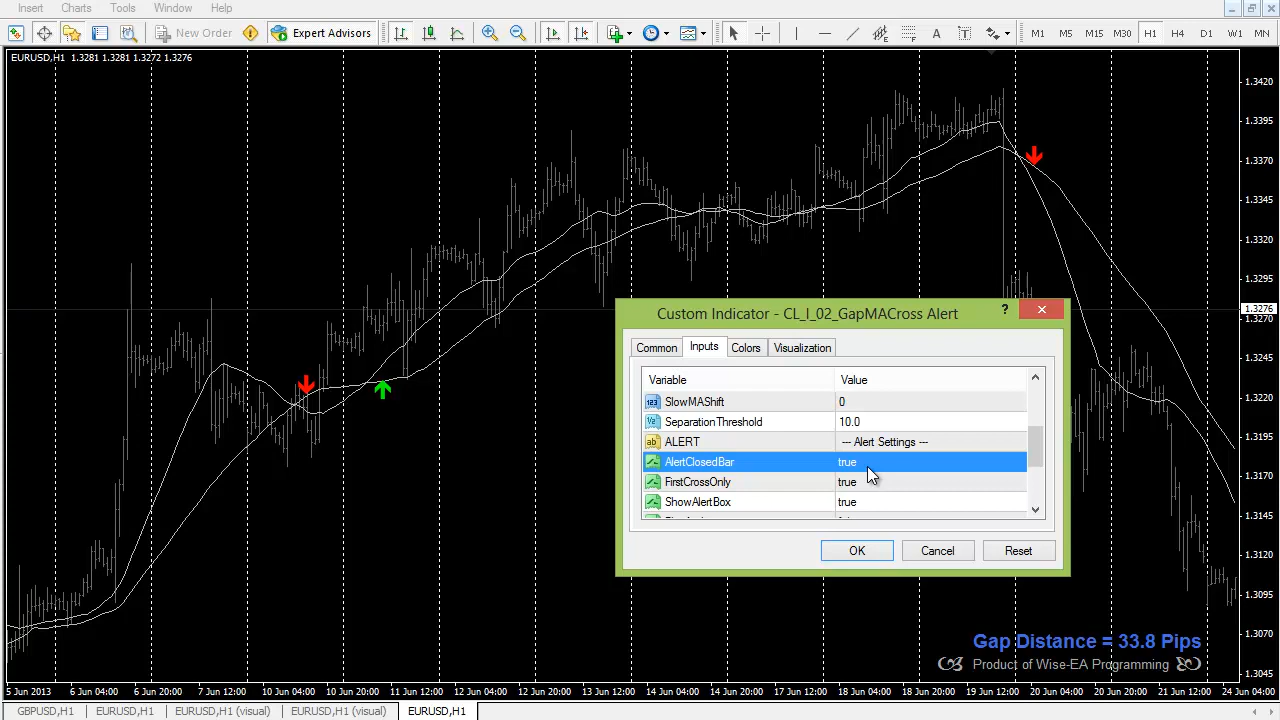 Insert Charts Tools Window Help
New Order Expert Advisors A T M1 M5 M15 M30 H1 H4 D1 W1 MN
EURUSD,H1 1.3281 1.3281 1.3272 1.3276
1.3420
1.3395
1.3370
1.3345
1.3320
1.3295
1.3276
1.3270
1.3245
1.3220
1.3195
1.3170
1.3145
1.3120
1.3095
1.3070
1.3045
Custom Indicator - CL_I_02_GapMACross Alert ?
Common Inputs Colors Visualization
Variable Value
SlowMAShift 0
SeparationThreshold 10.0
ALERT --- Alert Settings ---
AlertClosedBar true
FirstCrossOnly true
ShowAlertBox true
OK Cancel Reset
Gap Distance = 33.8 Pips
Product of Wise-EA Programming
5 Jun 2013 6 Jun 04:00 6 Jun 20:00 7 Jun 12:00 10 Jun 04:00 10 Jun 20:00 11 Jun 12:00 12 Jun 04:00 12 Jun 20:00 13 Jun 12:00 14 Jun 04:00 14 Jun 20:00 17 Jun 12:00 18 Jun 04:00 18 Jun 20:00 19 Jun 12:00 20 Jun 04:00 20 Jun 20:00 21 Jun 12:00 24 Jun 04:00
GBPUSD,H1 EURUSD,H1 EURUSD,H1 (visual) EURUSD,H1 (visual) EURUSD,H1